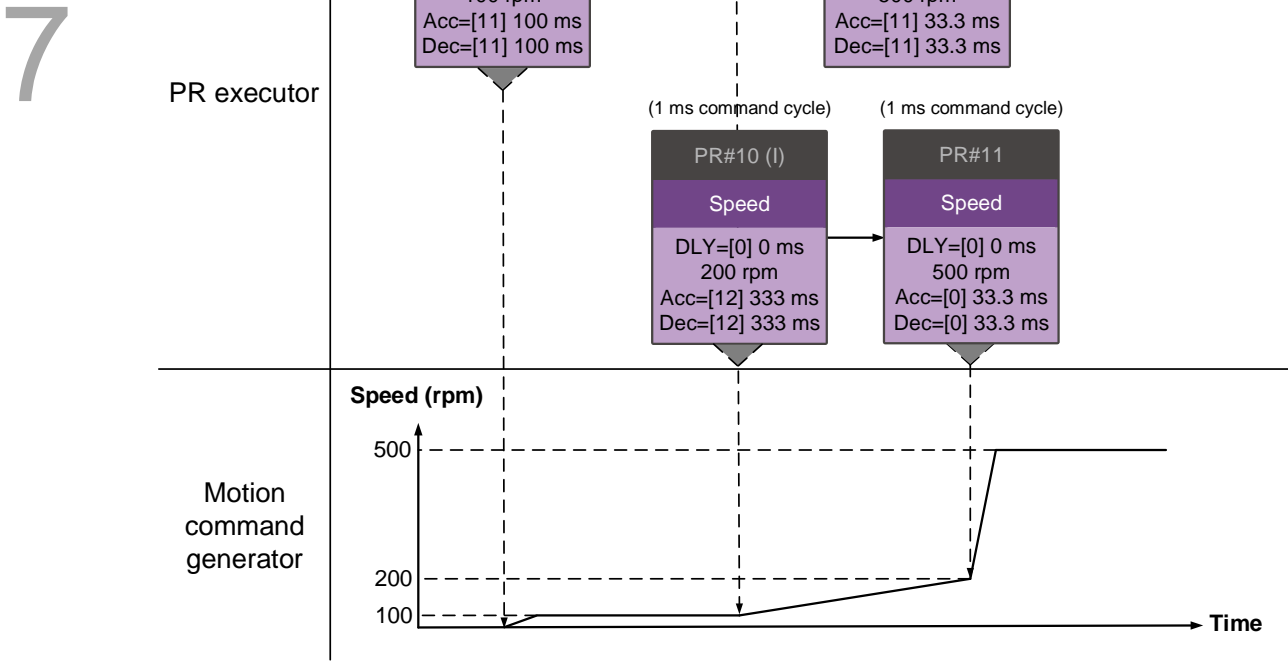 7
Acc=[11] 100 ms
Dec=[11] 100 ms
Acc=[11] 33.3 ms
Dec=[11] 33.3 ms
PR executor
(1 ms command cycle)
(1 ms command cycle)
PR#10 (I)
PR#11
Speed
Speed
DLY=[0] 0 ms
200 rpm
Acc=[12] 333 ms
Dec=[12] 333 ms
DLY=[0] 0 ms
500 rpm
Acc=[0] 33.3 ms
Dec=[0] 33.3 ms
Speed (rpm)
500
Motion
command
generator
200
100
Time